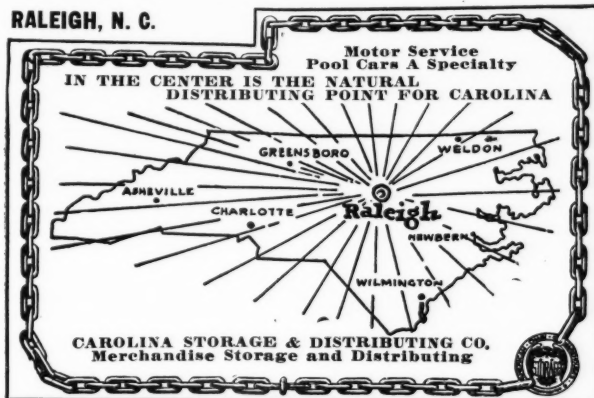 RALEIGH, N. C.
Motor Service
Pool Cars A Specialty
IN THE CENTER IS THE NATURAL
DISTRIBUTING POINT FOR CAROLINA
GREENSBORO
WELDON
ASHEVILLE
Raleigh
CHARLOTTE
NEWBERN
WILMINGTON
CAROLINA STORAGE & DISTRIBUTING CO.
Merchandise Storage and Distributing
STORAGE